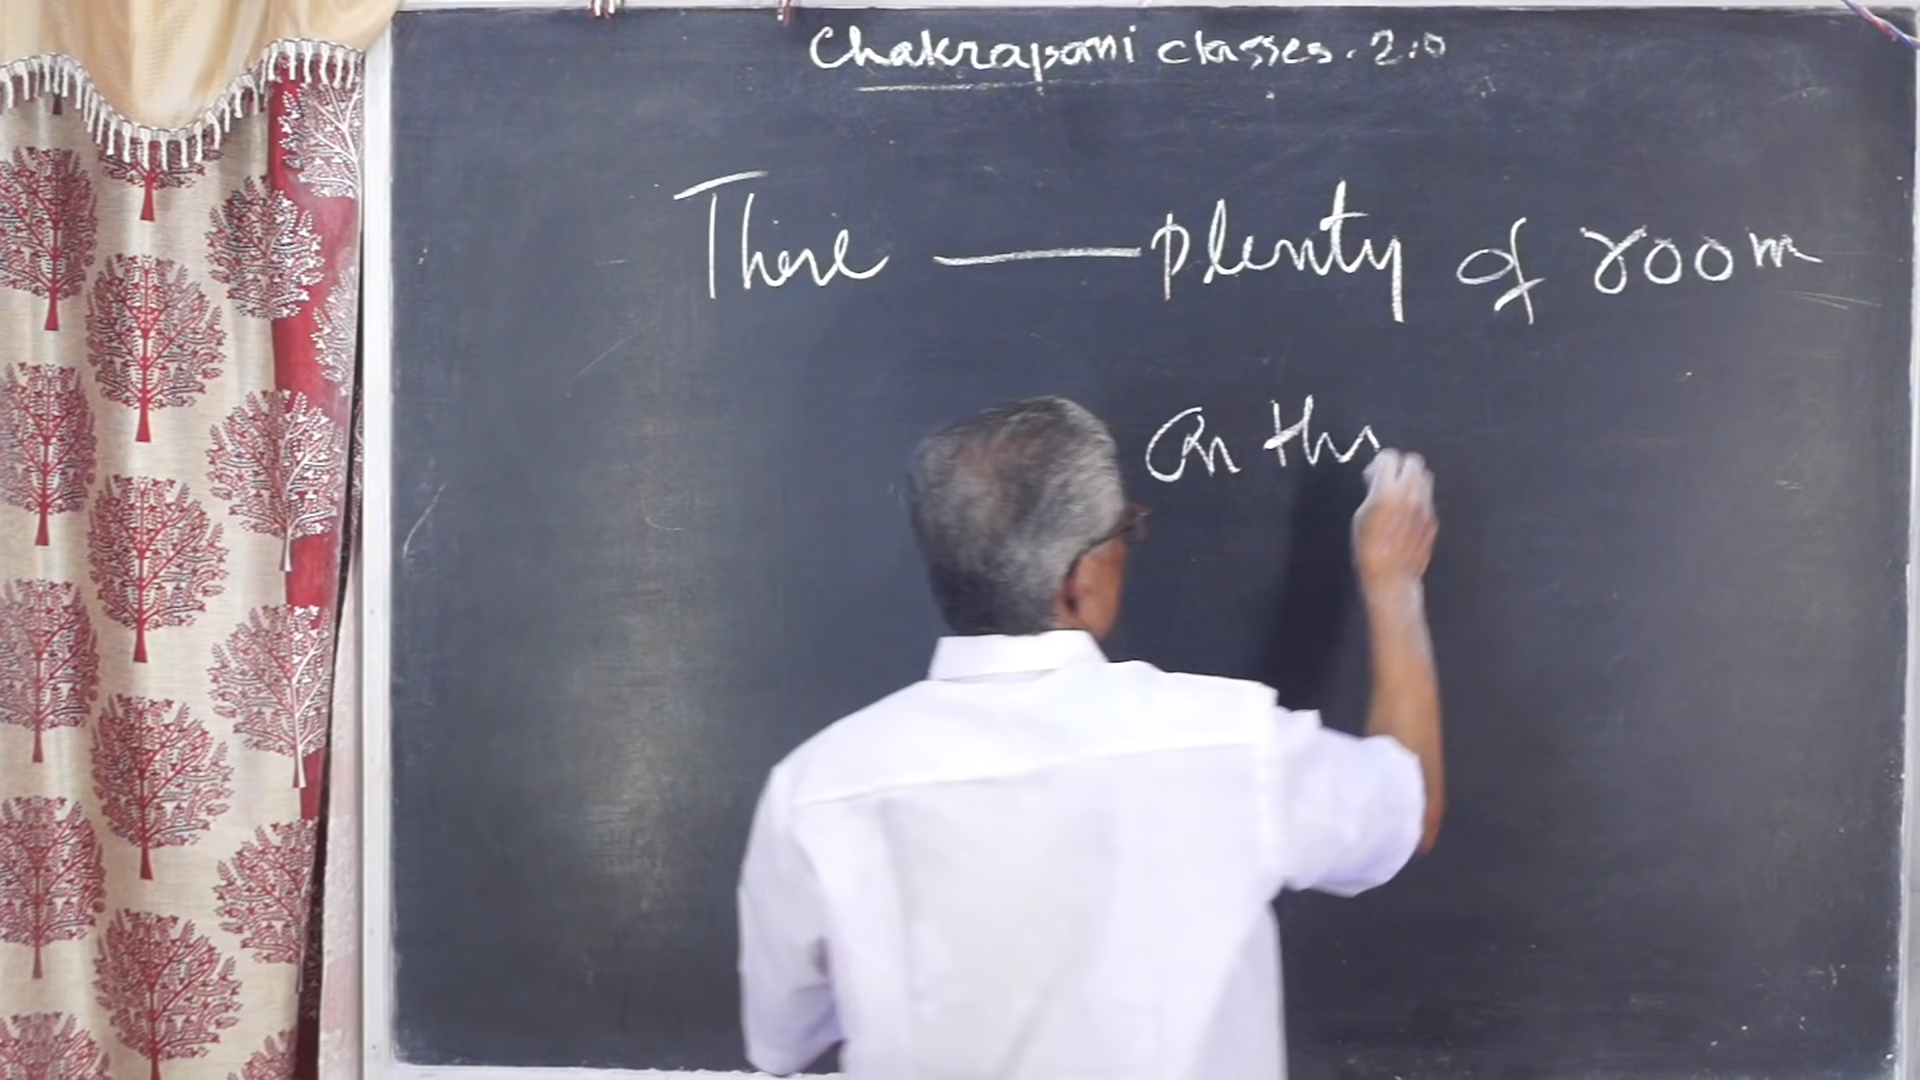 Chakrapani classes. 2.0
There ——— plenty of room
on the